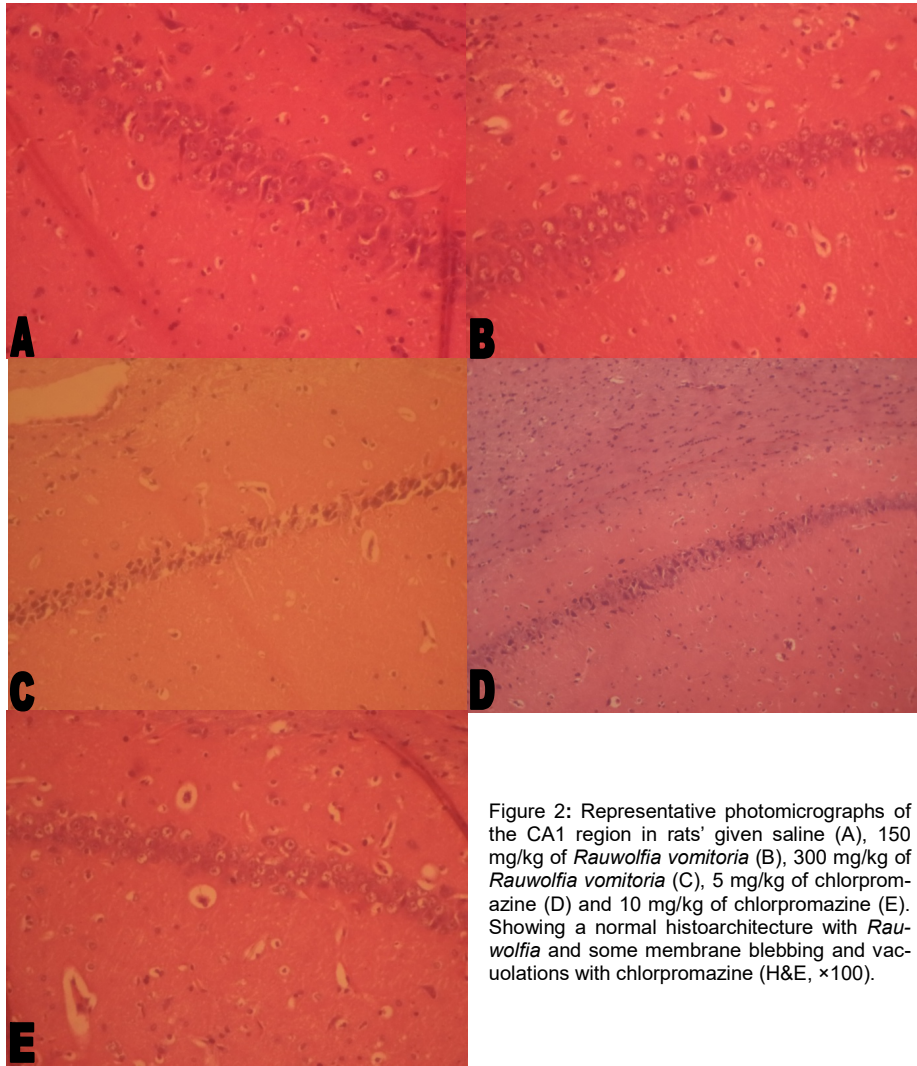 A
B
C
D
E
Figure 2: Representative photomicrographs of
the CA1 region in rats' given saline (A), 150
mg/kg of Rauwolfia vomitoria (B), 300 mg/kg of
Rauwolfia vomitoria (C), 5 mg/kg of chlorprom-
azine (D) and 10 mg/kg of chlorpromazine (E).
Showing a normal histoarchitecture with Rau-
wolfia and some membrane blebbing and vac-
uolations with chlorpromazine (H&E, ×100).